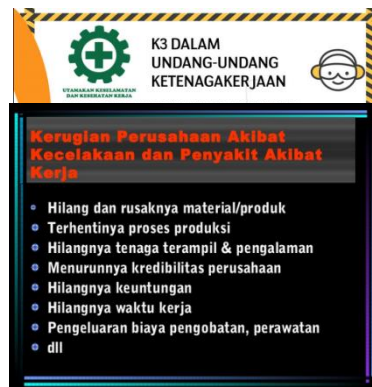 K3 DALAM
UNDANG-UNDANG
KETENAGAKERJAAN
UTAMAKAN KESELAMATAN
DAN KESEHATAN KERJA
Kerugian Perusahaan Akibat
Kecelakaan dan Penyakit Akibat
Kerja
Hilang dan rusaknya material/produk
Terhentinya proses produksi
Hilangnya tenaga terampil & pengalaman
Menurunnya kredibilitas perusahaan
Hilangnya keuntungan
Hilangnya waktu kerja
Pengeluaran biaya pengobatan, perawatan
dll